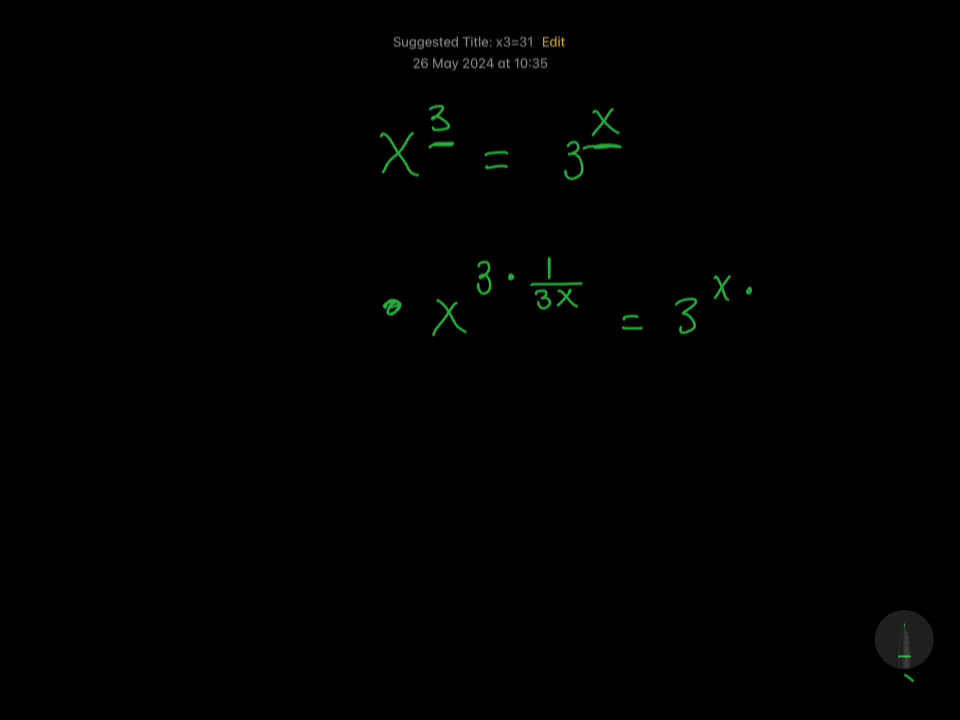 Suggested Title: x3=31 Edit
26 May 2024 at 10:35
x^3 = 3^x
• x^(3 · 1/(3x)) = 3^(x ·